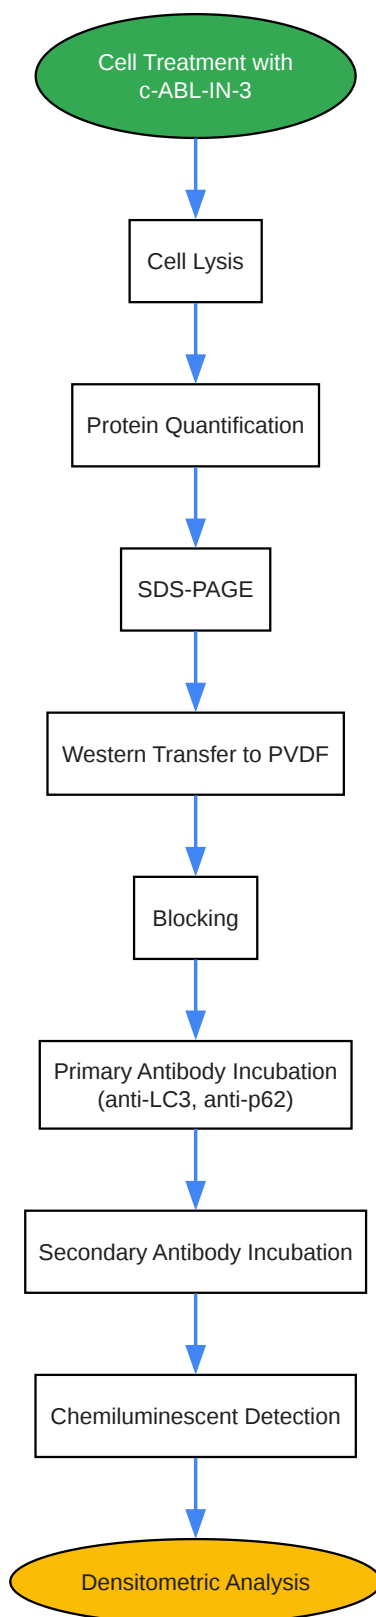 Cell Treatment with
c-ABL-IN-3
Cell Lysis
Protein Quantification
SDS-PAGE
Western Transfer to PVDF
Blocking
Primary Antibody Incubation
(anti-LC3, anti-p62)
Secondary Antibody Incubation
Chemiluminescent Detection
Densitometric Analysis